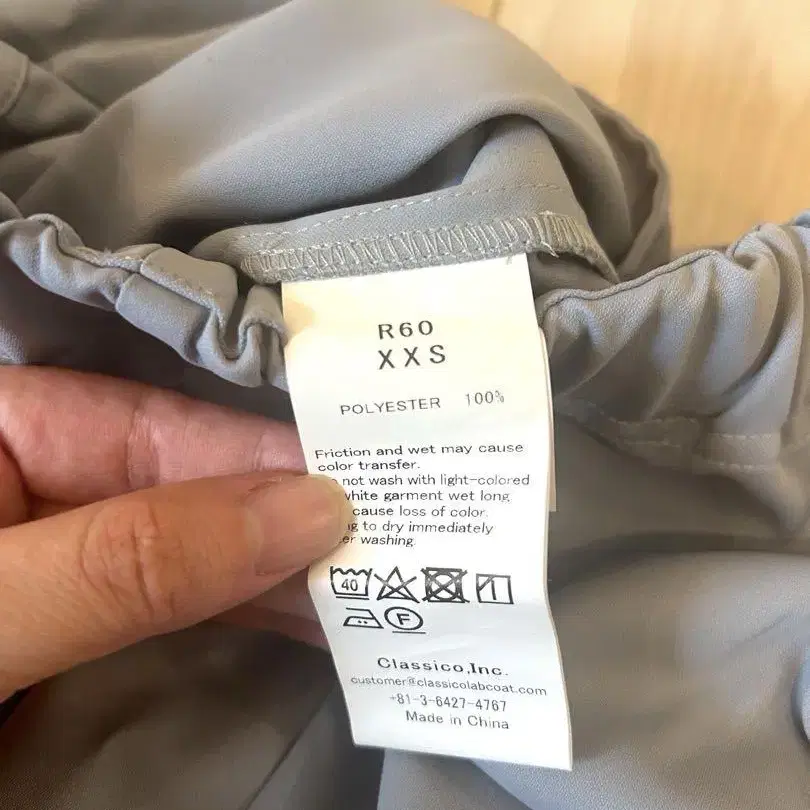 R60
XXS
POLYESTER 100%
Friction and wet may cause
color transfer.
not wash with light-colored
white garment wet long
cause loss of color.
to dry immediately
washing.
40
F
Classico,Inc.
customer@classicolabcoat.com
+81-3-6427-4767
Made in China